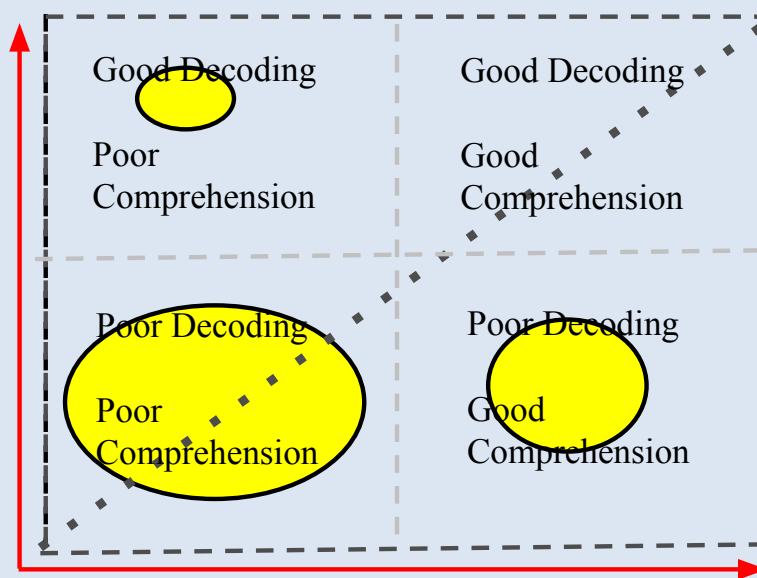 Good Decoding
Poor
Comprehension
Good Decoding
Good
Comprehension
Poor Decoding
Poor
Comprehension
Poor Decoding
Good
Comprehension